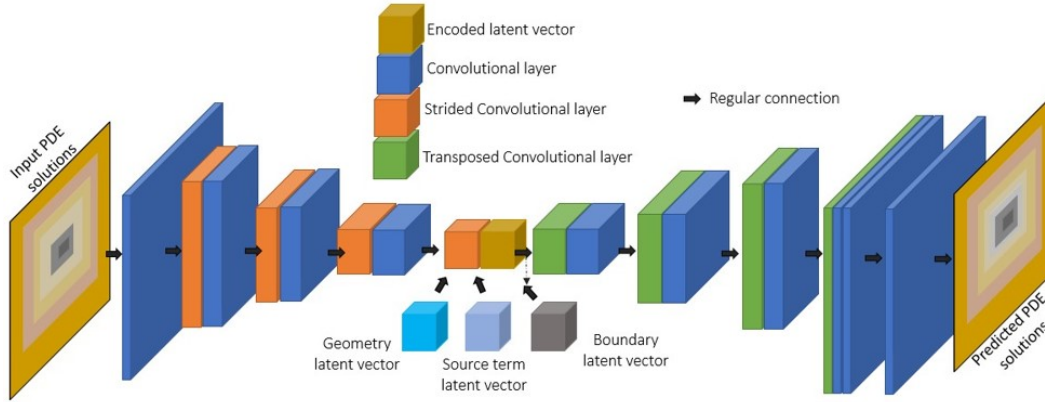 Encoded latent vector
Convolutional layer
Strided Convolutional layer
Transposed Convolutional layer
Regular connection
Input PDE
solutions
Geometry
latent vector
Source term
latent vector
Boundary
latent vector
Predicted PDE
solutions